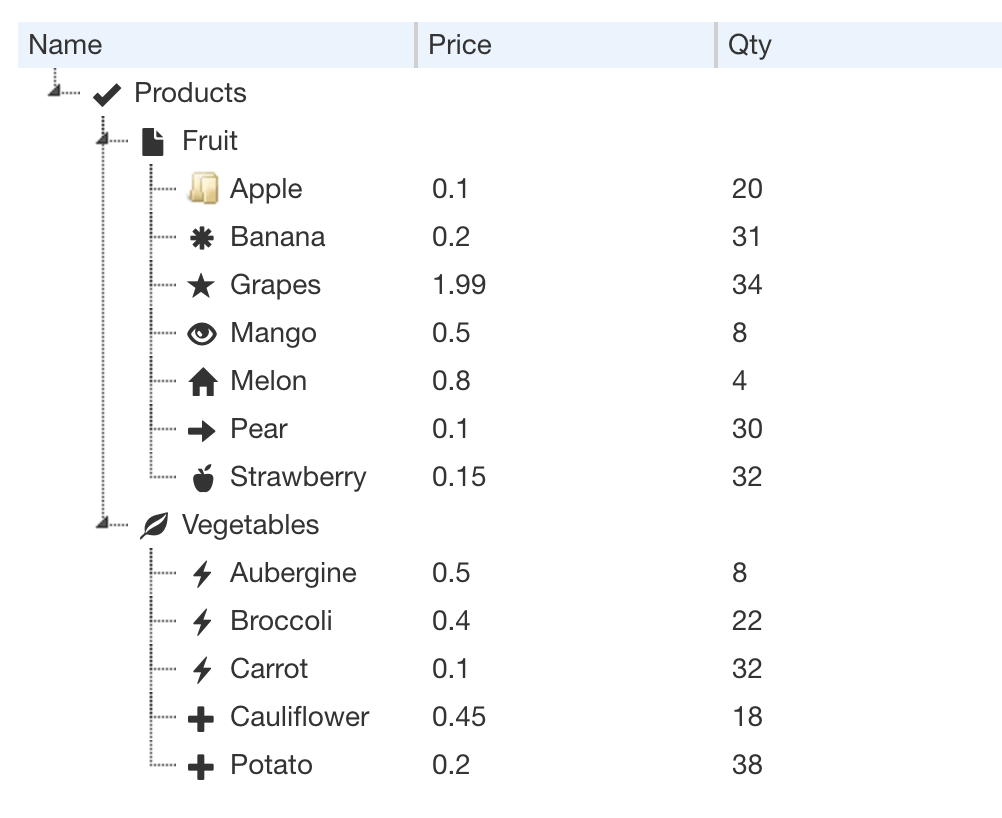 Name Price Qty
Products
Fruit
Apple 0.1 20
Banana 0.2 31
Grapes 1.99 34
Mango 0.5 8
Melon 0.8 4
Pear 0.1 30
Strawberry 0.15 32
Vegetables
Aubergine 0.5 8
Broccoli 0.4 22
Carrot 0.1 32
Cauliflower 0.45 18
Potato 0.2 38